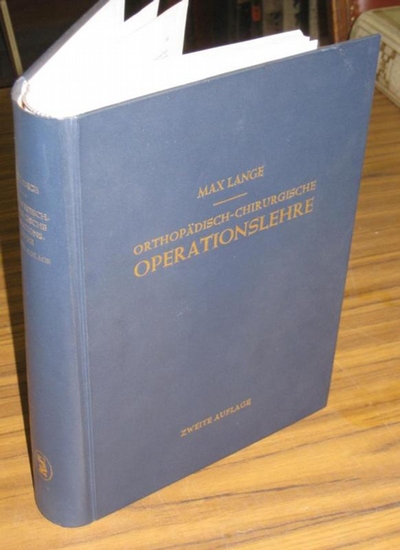 MAX LANGE
ORTHOPÄDISCH-CHIRURGISCHE
OPERATIONSLEHRE
ZWEITE AUFLAGE